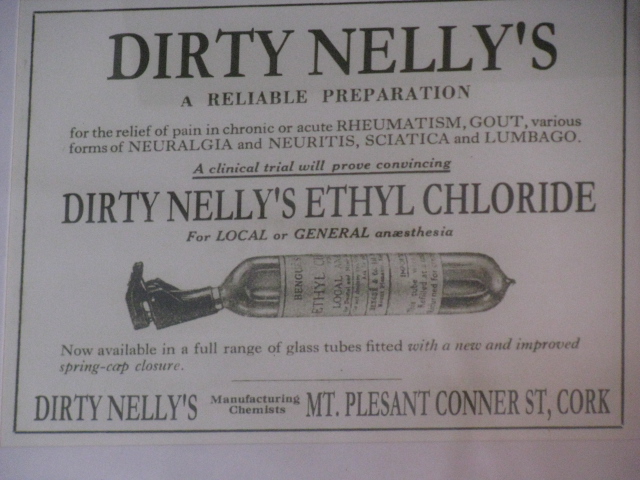 DIRTY NELLY'S
A RELIABLE PREPARATION
for the relief of pain in chronic or acute RHEUMATISM, GOUT, various
forms of NEURALGIA and NEURITIS, SCIATICA and LUMBAGO.
A clinical trial will prove convincing
DIRTY NELLY'S ETHYL CHLORIDE
For LOCAL or GENERAL anæsthesia
ETHYL
LOCAL
Now available in a full range of glass tubes fitted with a new and improved
spring-cap closure.
DIRTY NELLY'S Manufacturing Chemists MT. PLESANT CONNER ST, CORK